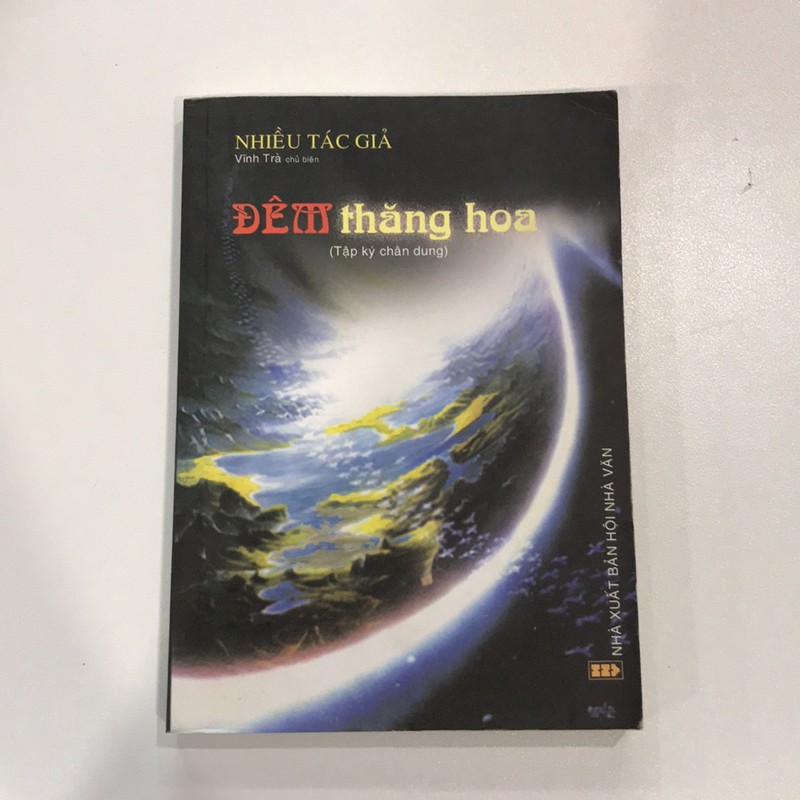 NHIỀU TÁC GIẢ
Vĩnh Trà chủ biên
ĐÊM thăng hoa
(Tập ký chân dung)
NHÀ XUẤT BẢN HỘI NHÀ VĂN